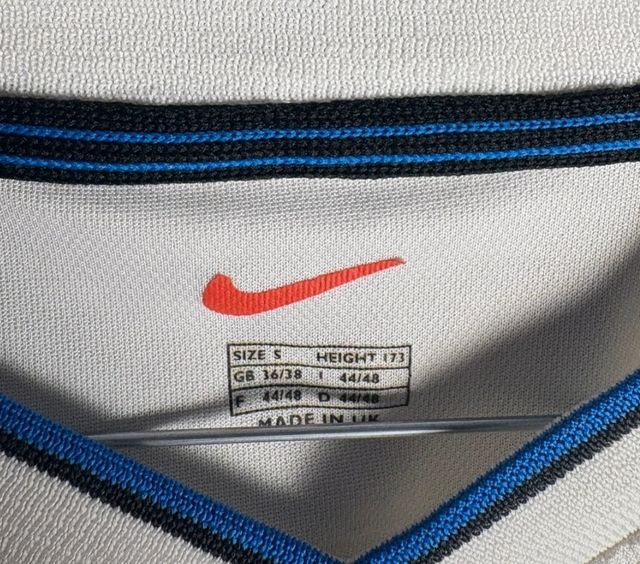 SIZE S HEIGHT 173
GB 36/38 I 44/48
F 44/48 D 44/48
MADE IN UK